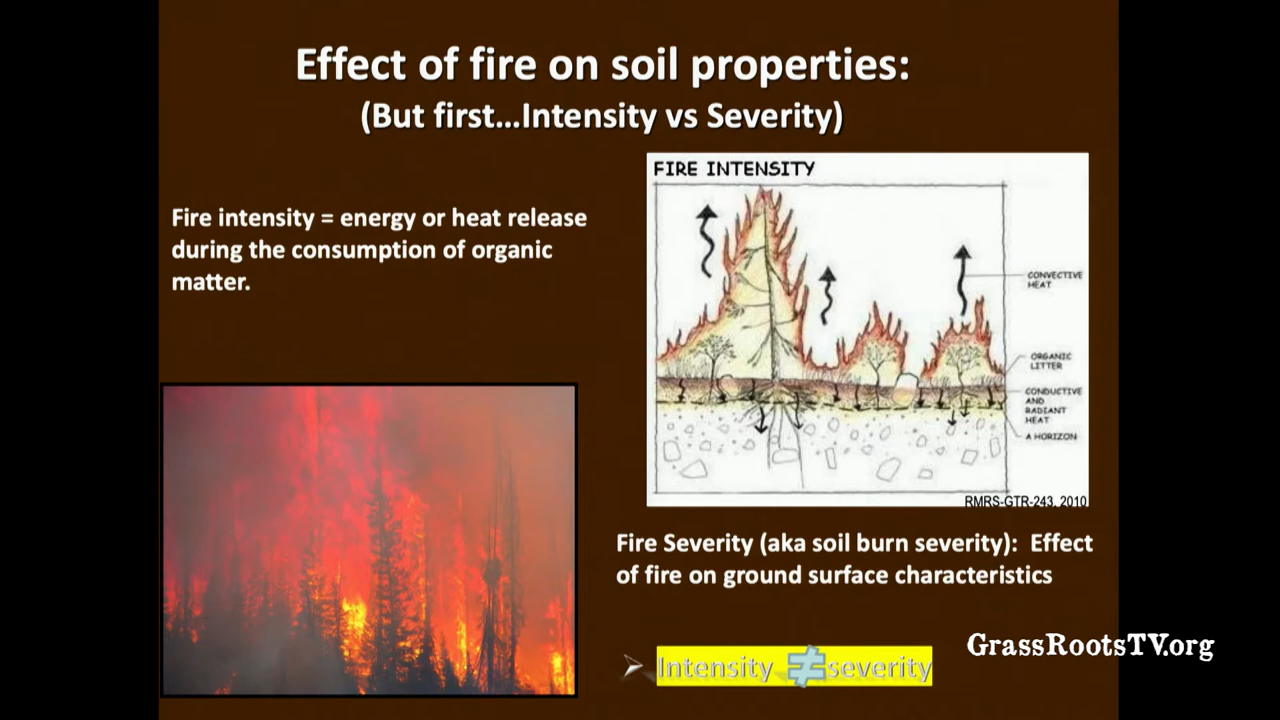 Effect of fire on soil properties:
(But first...Intensity vs Severity)
Fire intensity = energy or heat release
during the consumption of organic
matter.
FIRE INTENSITY
CONVECTIVE
HEAT
ORGANIC
LITTER
CONDUCTIVE
AND
RADIANT
HEAT
A HORIZON
RMRS-GTR-243, 2010
Fire Severity (aka soil burn severity): Effect
of fire on ground surface characteristics
➢ Intensity ≠ severity
GrassRootsTV.org